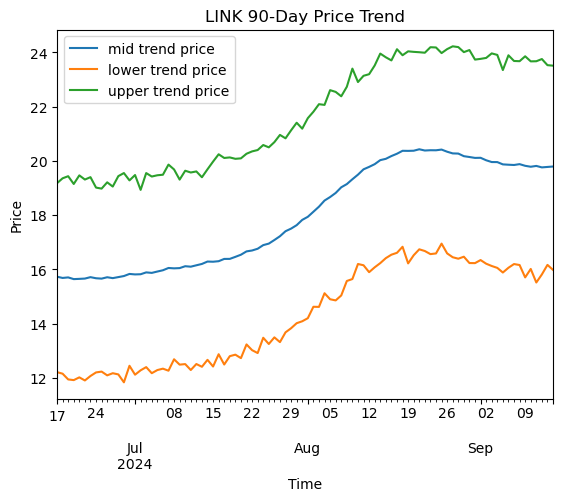 LINK 90-Day Price Trend
mid trend price
lower trend price
upper trend price
24
22
20
18
16
14
12
Price
17 24 08 15 22 29 05 12 19 26 02 09
Jul Aug Sep
2024
Time